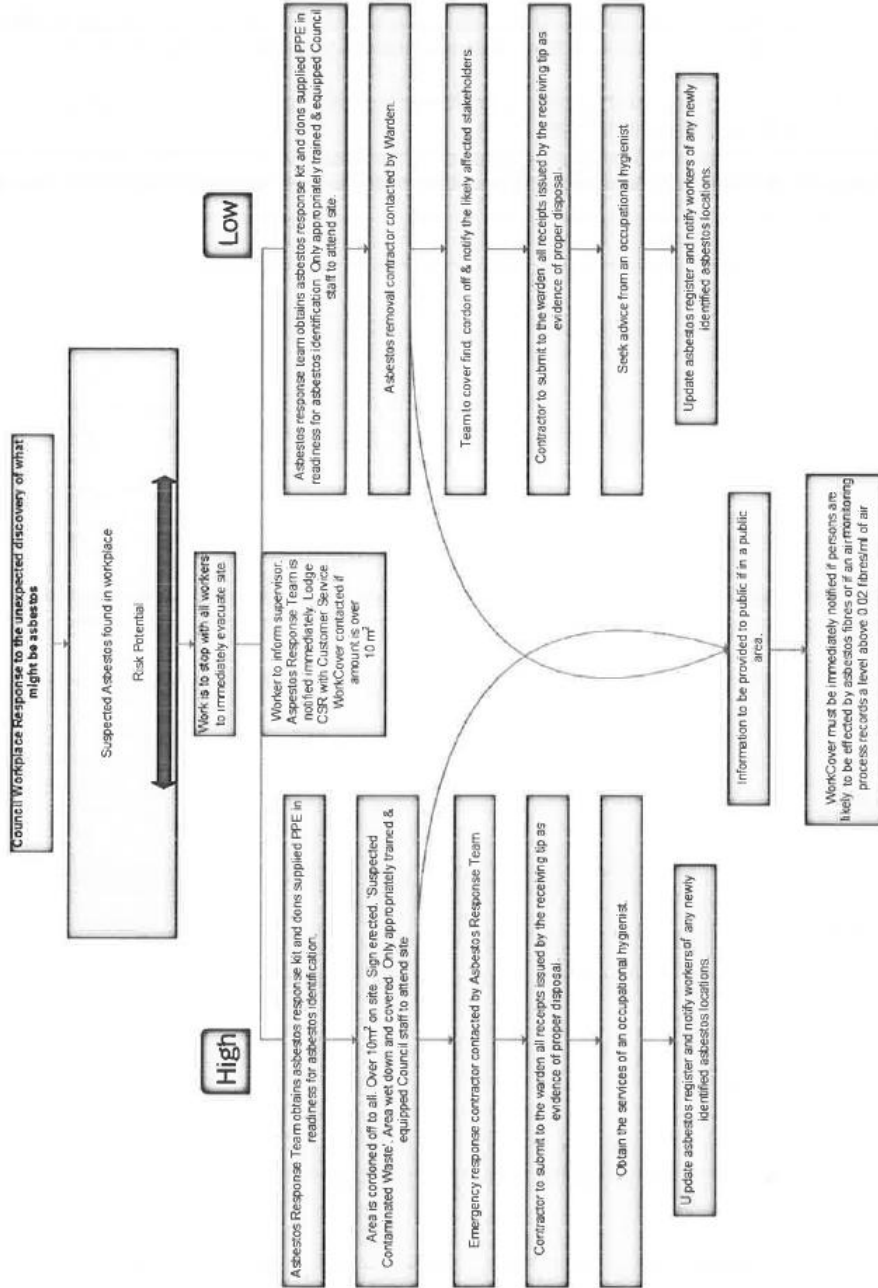 Council Workplace Response to the unexpected discovery of what
might be asbestos
Suspected Asbestos found in workplace
Risk Potential
Work is to stop with all workers
to immediately evacuate site.
Worker to inform supervisor.
Aspestos Response Team is
notified immediately. Lodge
CSR with Customer Service
WorkCover contacted if
amount is over
10 m²
High
Asbestos Response Team obtains asbestos response kit and dons supplied PPE in
readiness for asbestos identification.
Area is cordoned off to all. Over 10m² on site. Sign erected. 'Suspected
Contaminated Waste'. Area wet down and covered. Only appropriately trained &
equipped Council staff to attend site
Emergency response contractor contacted by Asbestos Response Team
Contractor to submit to the warden all receipts issued by the receiving tip as
evidence of proper disposal.
Obtain the services of an occupational hygienist.
Update asbestos register and notify workers of any newly
identified asbestos locations.
Low
Asbestos response team obtains asbestos response kit and dons supplied PPE in
readiness for asbestos identification. Only appropriately trained & equipped Council
staff to attend site.
Asbestos removal contractor contacted by Warden.
Team to cover find, cordon off & notify the likely affected stakeholders.
Contractor to submit to the warden all receipts issued by the receiving tip as
evidence of proper disposal.
Seek advice from an occupational hygienist.
Update asbestos register and notify workers of any newly
identified asbestos locations.
Information to be provided to public if in a public
area.
WorkCover must be immediately notified if persons are
likely to be effected by asbestos fibres or if an air monitoring
process records a level above 0.02 fibres/ml of air